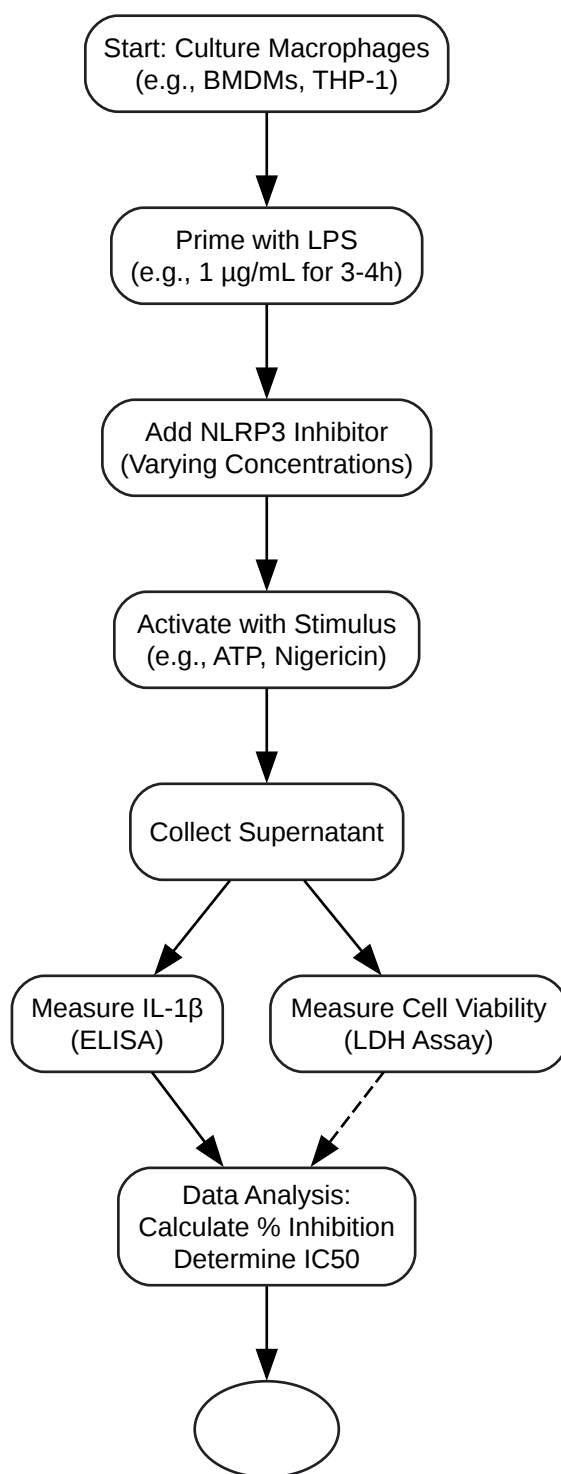 Start: Culture Macrophages
(e.g., BMDMs, THP-1)
Prime with LPS
(e.g., 1 µg/mL for 3-4h)
Add NLRP3 Inhibitor
(Varying Concentrations)
Activate with Stimulus
(e.g., ATP, Nigericin)
Collect Supernatant
Measure IL-1β
(ELISA)
Measure Cell Viability
(LDH Assay)
Data Analysis:
Calculate % Inhibition
Determine IC50